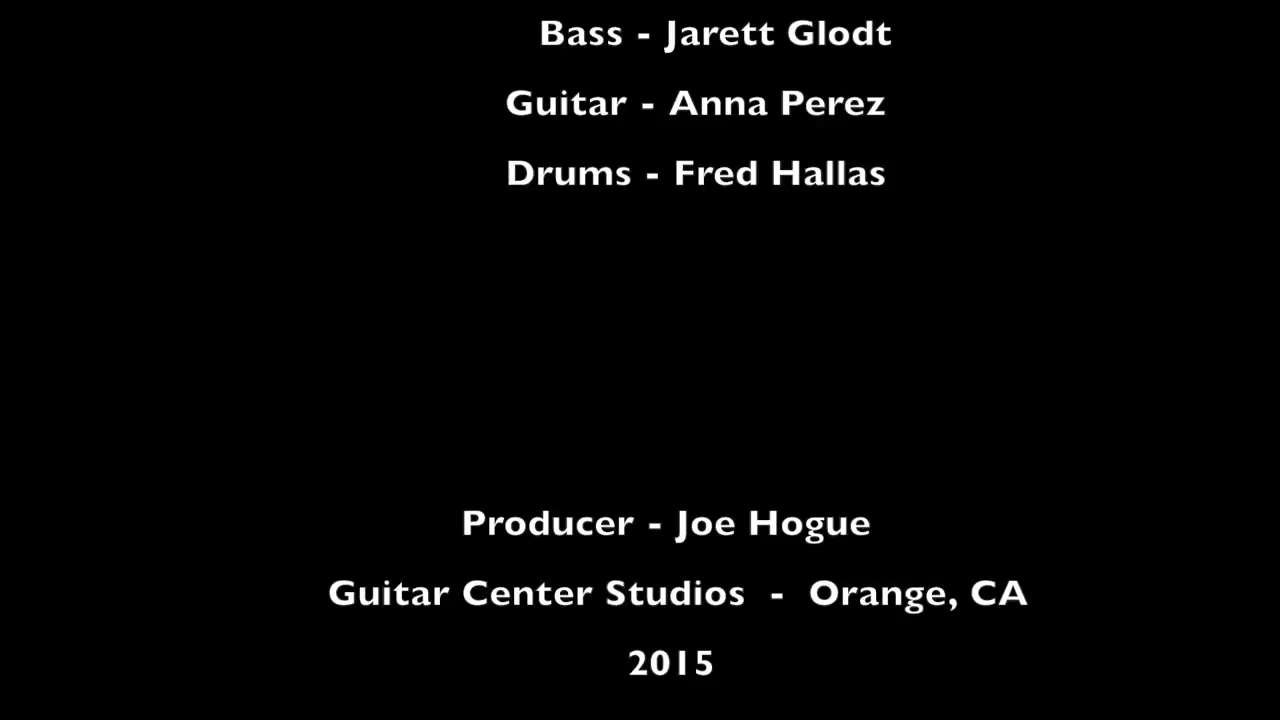 Bass - Jarett Glodt
Guitar - Anna Perez
Drums - Fred Hallas
Producer - Joe Hogue
Guitar Center Studios  -  Orange, CA
2015